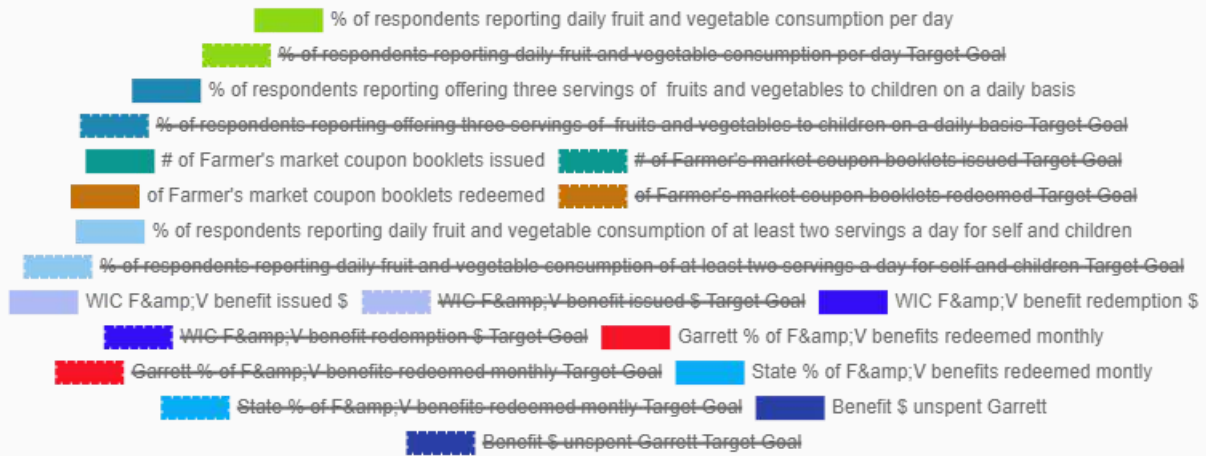 % of respondents reporting daily fruit and vegetable consumption per day
% of respondents reporting daily fruit and vegetable consumption per day Target Goal
% of respondents reporting offering three servings of  fruits and vegetables to children on a daily basis
% of respondents reporting offering three servings of  fruits and vegetables to children on a daily basis Target Goal
# of Farmer's market coupon booklets issued # of Farmer's market coupon booklets issued Target Goal
of Farmer's market coupon booklets redeemed of Farmer's market coupon booklets redeemed Target Goal
% of respondents reporting daily fruit and vegetable consumption of at least two servings a day for self and children
% of respondents reporting daily fruit and vegetable consumption of at least two servings a day for self and children Target Goal
WIC F&amp;V benefit issued $ WIC F&amp;V benefit issued $ Target Goal WIC F&amp;V benefit redemption $
WIC F&amp;V benefit redemption $ Target Goal Garrett % of F&amp;V benefits redeemed monthly
Garrett % of F&amp;V benefits redeemed monthly Target Goal State % of F&amp;V benefits redeemed montly
State % of F&amp;V benefits redeemed montly Target Goal Benefit $ unspent Garrett
Benefit $ unspent Garrett Target Goal